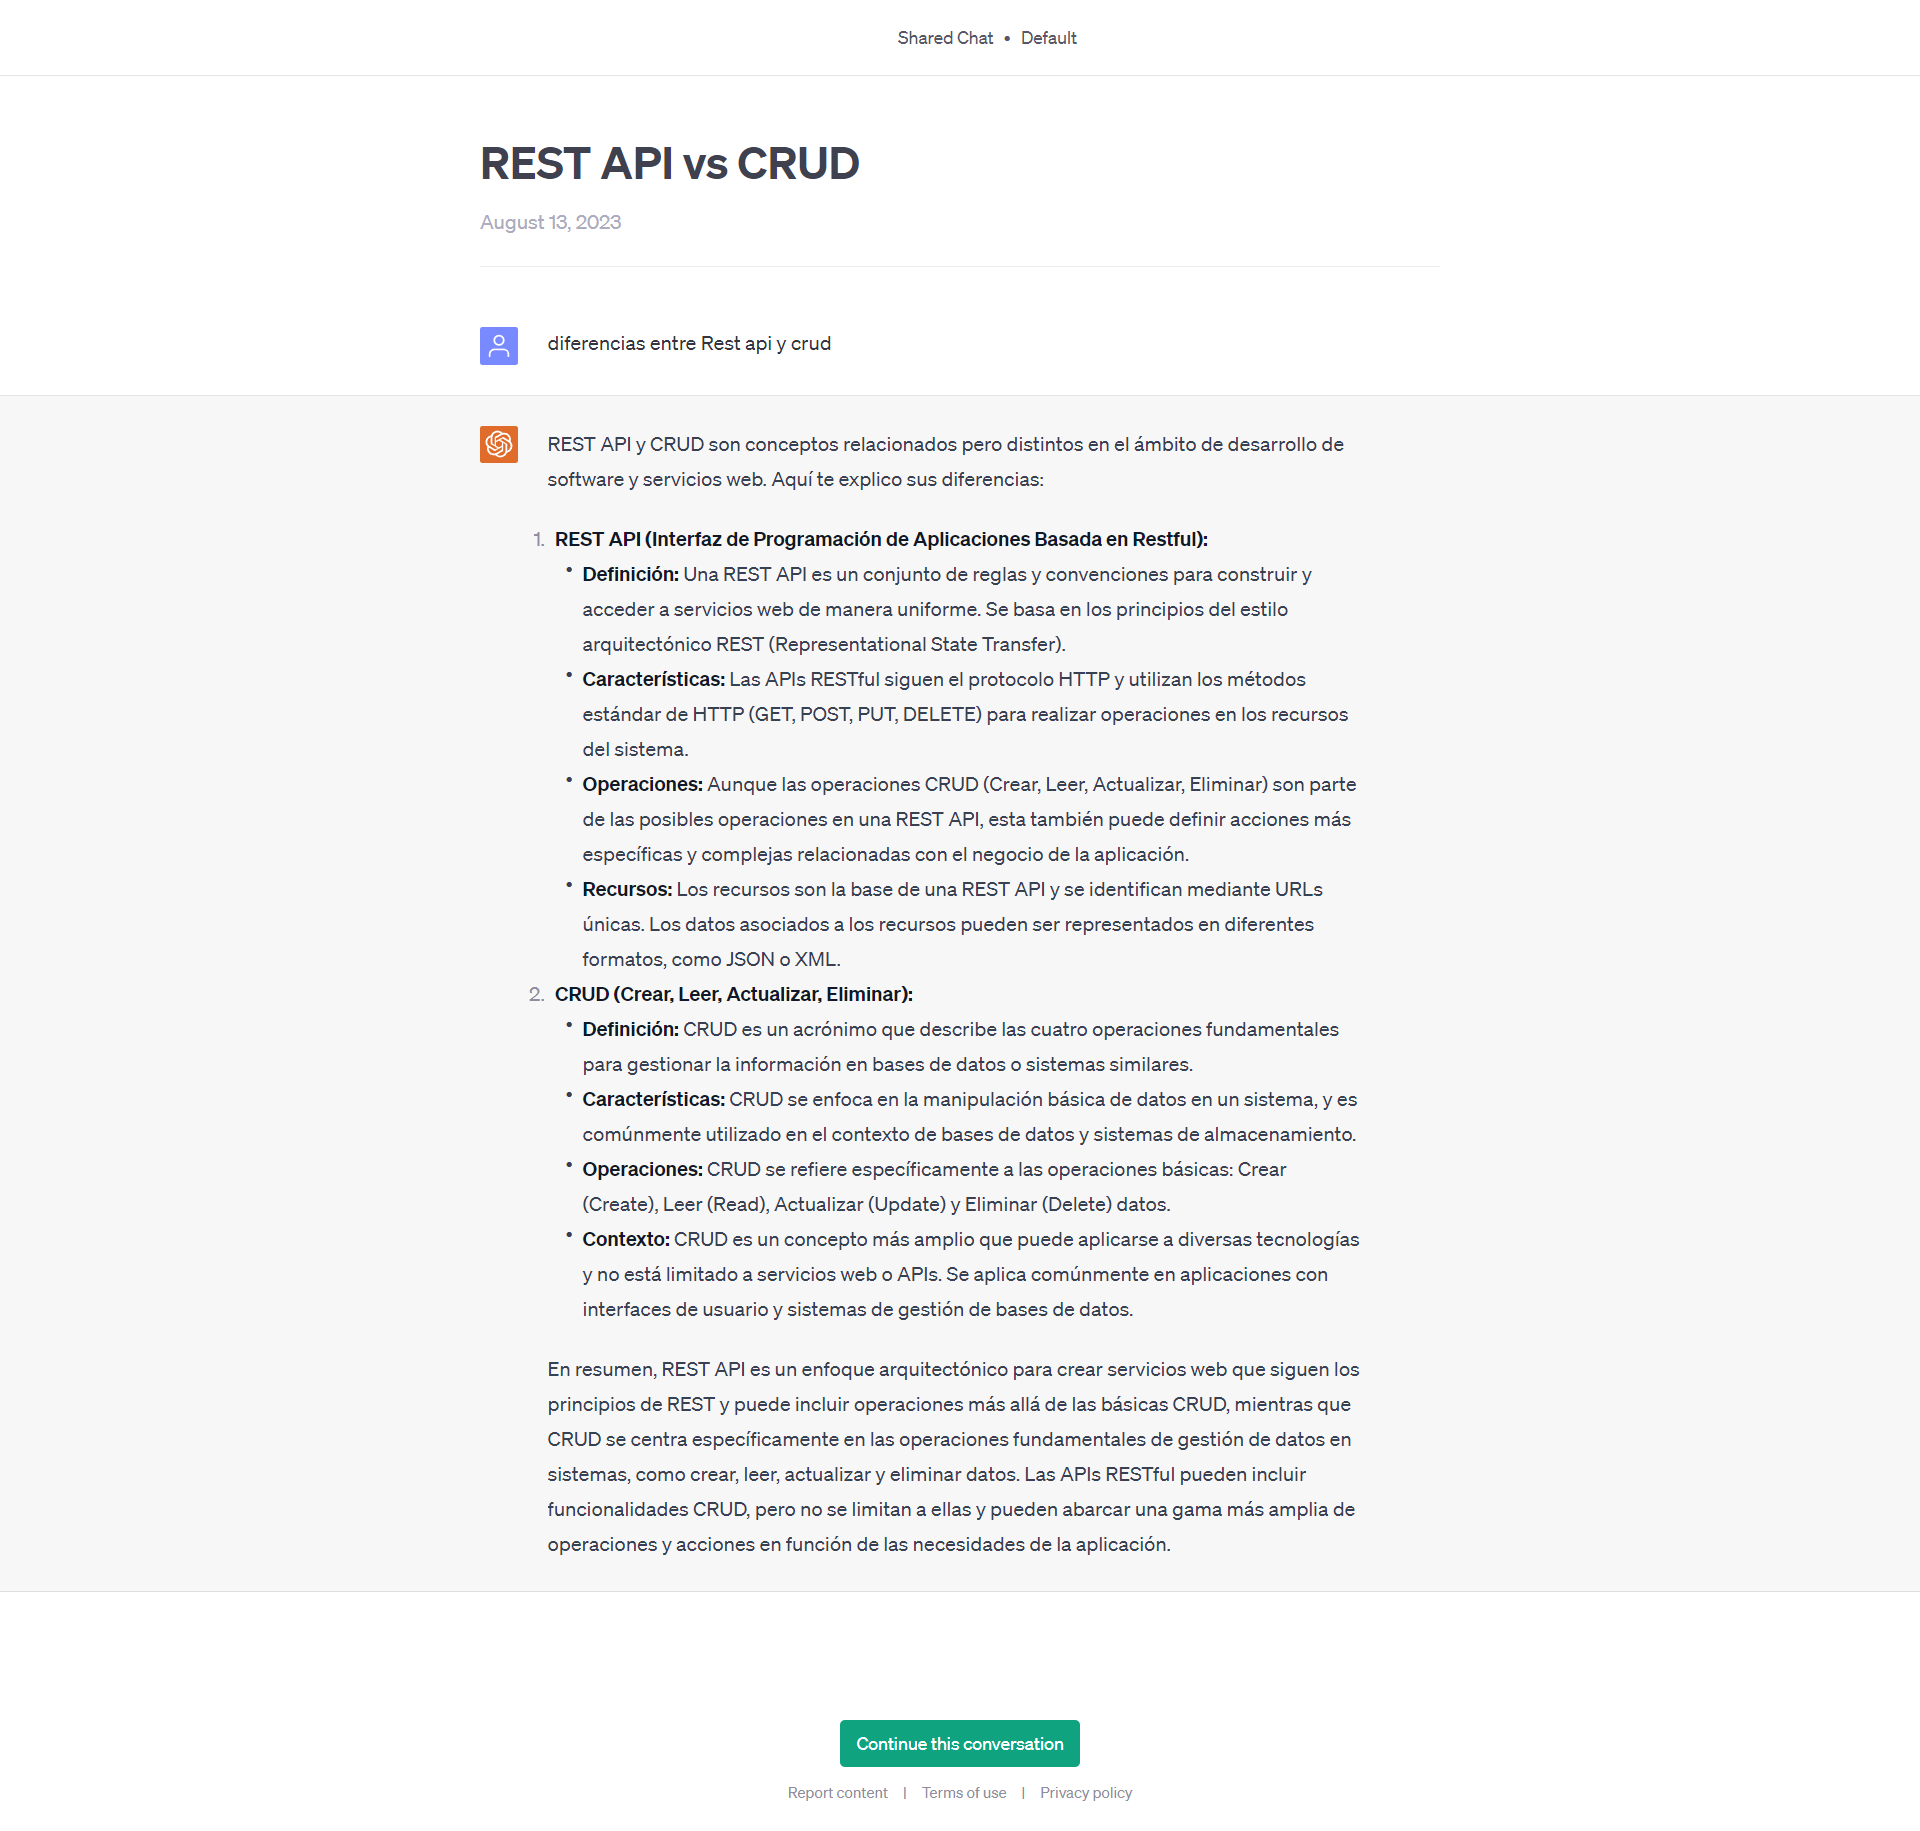 Shared Chat • Default
REST API vs CRUD
August 13, 2023
diferencias entre Rest api y crud
REST API y CRUD son conceptos relacionados pero distintos en el ámbito de desarrollo de
software y servicios web. Aquí te explico sus diferencias:
1. REST API (Interfaz de Programación de Aplicaciones Basada en Restful):
• Definición: Una REST API es un conjunto de reglas y convenciones para construir y
acceder a servicios web de manera uniforme. Se basa en los principios del estilo
arquitectónico REST (Representational State Transfer).
• Características: Las APIs RESTful siguen el protocolo HTTP y utilizan los métodos
estándar de HTTP (GET, POST, PUT, DELETE) para realizar operaciones en los recursos
del sistema.
• Operaciones: Aunque las operaciones CRUD (Crear, Leer, Actualizar, Eliminar) son parte
de las posibles operaciones en una REST API, esta también puede definir acciones más
específicas y complejas relacionadas con el negocio de la aplicación.
• Recursos: Los recursos son la base de una REST API y se identifican mediante URLs
únicas. Los datos asociados a los recursos pueden ser representados en diferentes
formatos, como JSON o XML.
2. CRUD (Crear, Leer, Actualizar, Eliminar):
• Definición: CRUD es un acrónimo que describe las cuatro operaciones fundamentales
para gestionar la información en bases de datos o sistemas similares.
• Características: CRUD se enfoca en la manipulación básica de datos en un sistema, y es
comúnmente utilizado en el contexto de bases de datos y sistemas de almacenamiento.
• Operaciones: CRUD se refiere específicamente a las operaciones básicas: Crear
(Create), Leer (Read), Actualizar (Update) y Eliminar (Delete) datos.
• Contexto: CRUD es un concepto más amplio que puede aplicarse a diversas tecnologías
y no está limitado a servicios web o APIs. Se aplica comúnmente en aplicaciones con
interfaces de usuario y sistemas de gestión de bases de datos.
En resumen, REST API es un enfoque arquitectónico para crear servicios web que siguen los
principios de REST y puede incluir operaciones más allá de las básicas CRUD, mientras que
CRUD se centra específicamente en las operaciones fundamentales de gestión de datos en
sistemas, como crear, leer, actualizar y eliminar datos. Las APIs RESTful pueden incluir
funcionalidades CRUD, pero no se limitan a ellas y pueden abarcar una gama más amplia de
operaciones y acciones en función de las necesidades de la aplicación.
Continue this conversation
Report content | Terms of use | Privacy policy